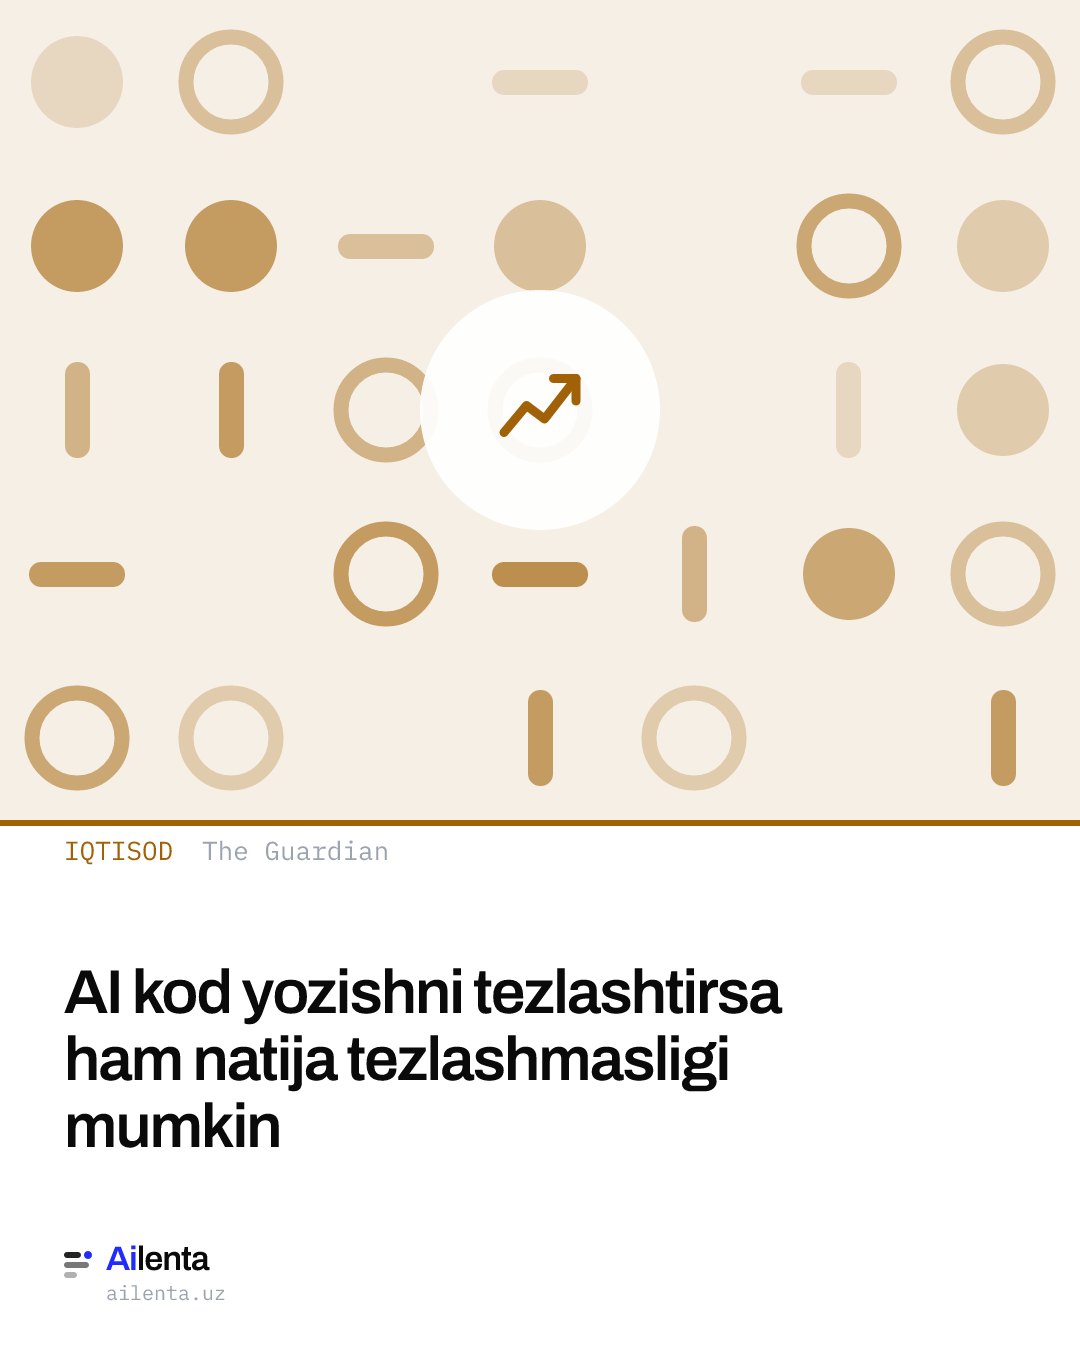 IQTISOD The Guardian
AI kod yozishni tezlashtirsa
ham natija tezlashmasligi
mumkin
Ailenta
ailenta.uz